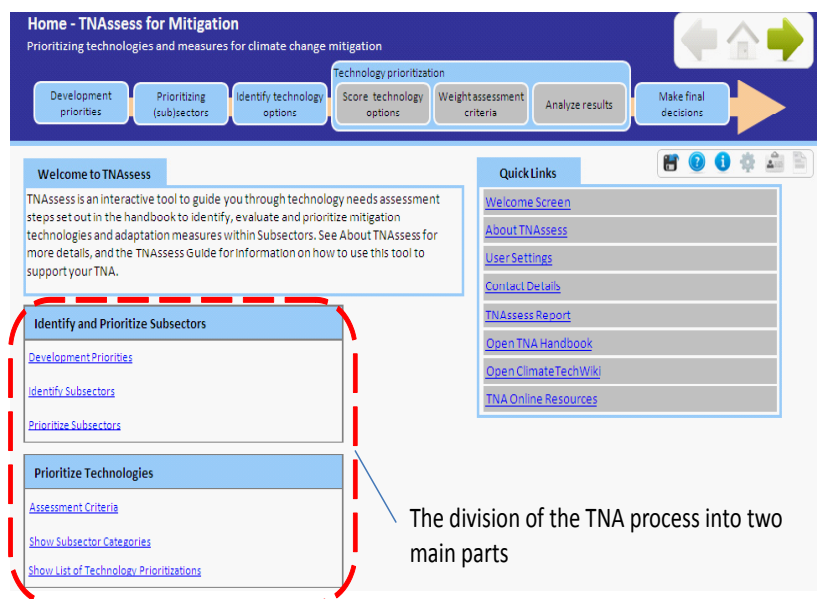 Home - TNAssess for Mitigation
Prioritizing technologies and measures for climate change mitigation
Technology prioritization
Development
priorities
Prioritizing
(sub)sectors
Identify technology
options
Score technology
options
Weight assessment
criteria
Analyze results
Make final
decisions
Welcome to TNAssess
TNAssess is an interactive tool to guide you through technology needs assessment
steps set out in the handbook to identify, evaluate and prioritize mitigation
technologies and adaptation measures within Subsectors. See About TNAssess for
more details, and the TNAssess Guide for information on how to use this tool to
support your TNA.
Quick Links
Welcome Screen
About TNAssess
User Settings
Contact Details
TNAssess Report
Open TNA Handbook
Open ClimateTechWiki
TNA Online Resources
Identify and Prioritize Subsectors
Development Priorities
Identify Subsectors
Prioritize Subsectors
Prioritize Technologies
Assessment Criteria
Show Subsector Categories
Show List of Technology Prioritizations
The division of the TNA process into two
main parts